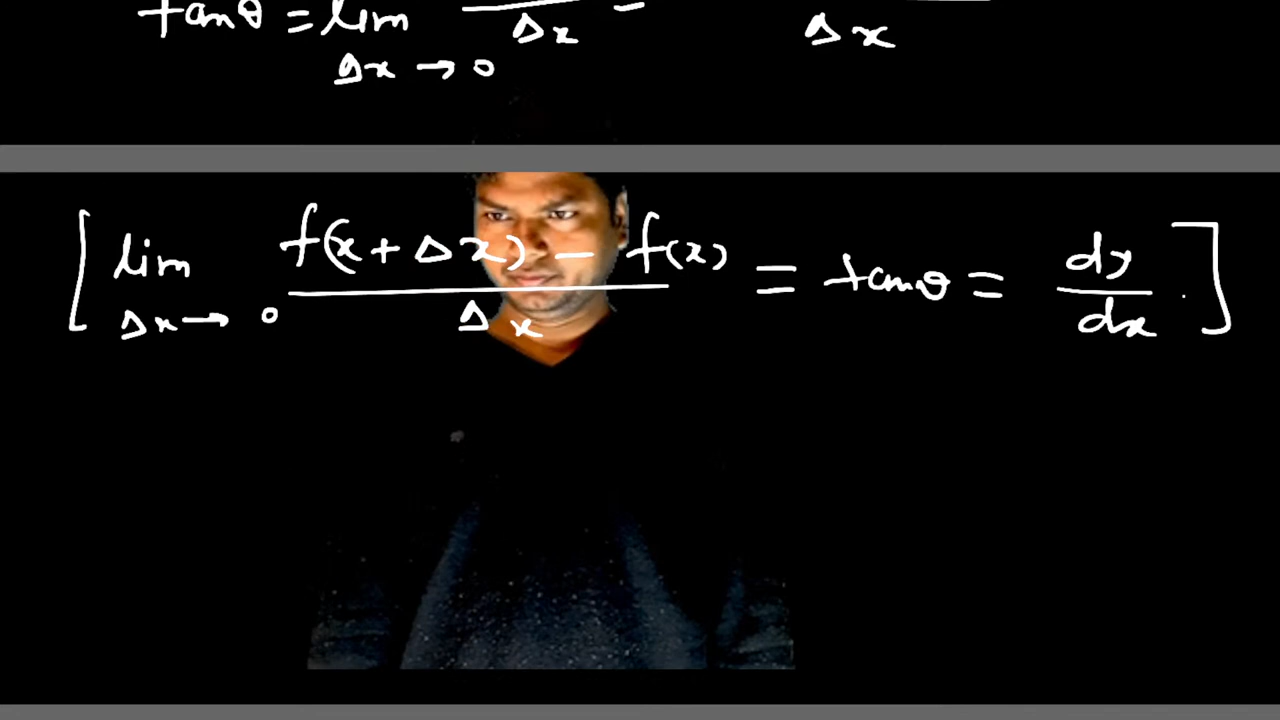 tanθ = lim —— = ——
Δx Δx
Δx → 0
[ lim f(x + Δx) − f(x) = tanθ = dy ]
Δx → 0 Δx dx